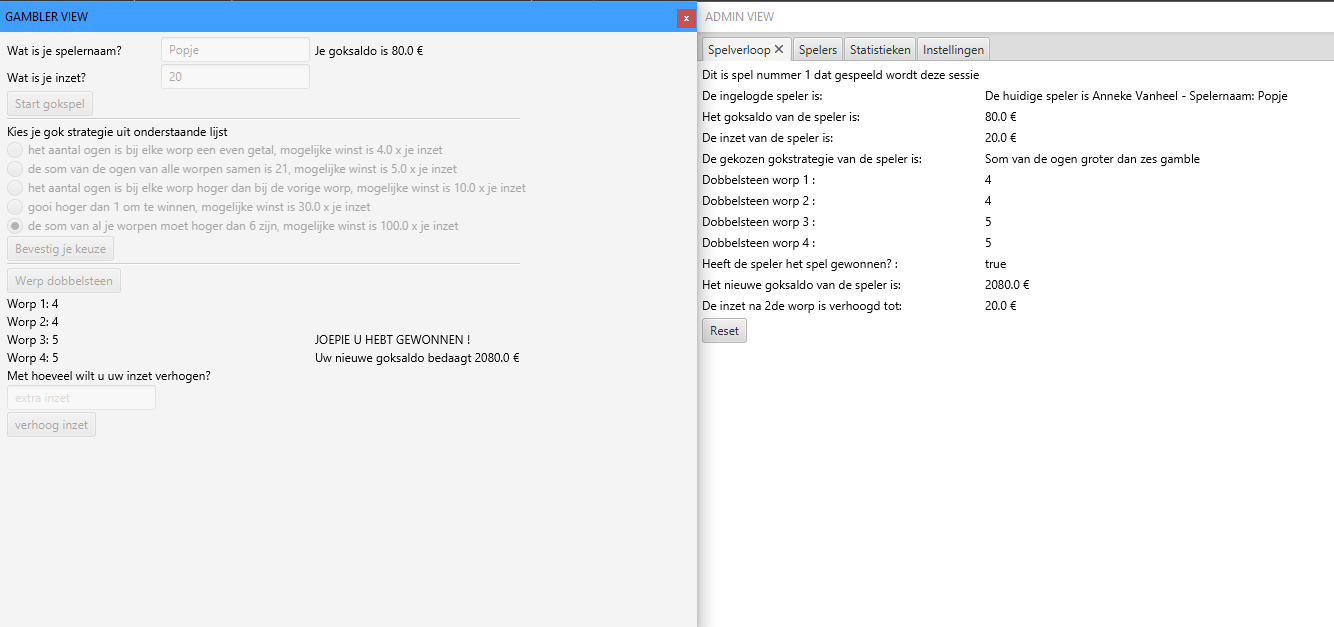 GAMBLER VIEW
x
Wat is je spelernaam? Popje Je goksaldo is 80.0 €
Wat is je inzet? 20
Start gokspel
Kies je gok strategie uit onderstaande lijst
het aantal ogen is bij elke worp een even getal, mogelijke winst is 4.0 x je inzet
de som van de ogen van alle worpen samen is 21, mogelijke winst is 5.0 x je inzet
het aantal ogen is bij elke worp hoger dan bij de vorige worp, mogelijke winst is 10.0 x je inzet
gooi hoger dan 1 om te winnen, mogelijke winst is 30.0 x je inzet
de som van al je worpen moet hoger dan 6 zijn, mogelijke winst is 100.0 x je inzet
Bevestig je keuze
Werp dobbelsteen
Worp 1: 4
Worp 2: 4
Worp 3: 5 JOEPIE U HEBT GEWONNEN !
Worp 4: 5 Uw nieuwe goksaldo bedaagt 2080.0 €
Met hoeveel wilt u uw inzet verhogen?
extra inzet
verhoog inzet
ADMIN VIEW
Spelverloop Spelers Statistieken Instellingen
Dit is spel nummer 1 dat gespeeld wordt deze sessie
De ingelogde speler is: De huidige speler is Anneke Vanheel - Spelernaam: Popje
Het goksaldo van de speler is: 80.0 €
De inzet van de speler is: 20.0 €
De gekozen gokstrategie van de speler is: Som van de ogen groter dan zes gamble
Dobbelsteen worp 1 : 4
Dobbelsteen worp 2 : 4
Dobbelsteen worp 3 : 5
Dobbelsteen worp 4 : 5
Heeft de speler het spel gewonnen? : true
Het nieuwe goksaldo van de speler is: 2080.0 €
De inzet na 2de worp is verhoogd tot: 20.0 €
Reset